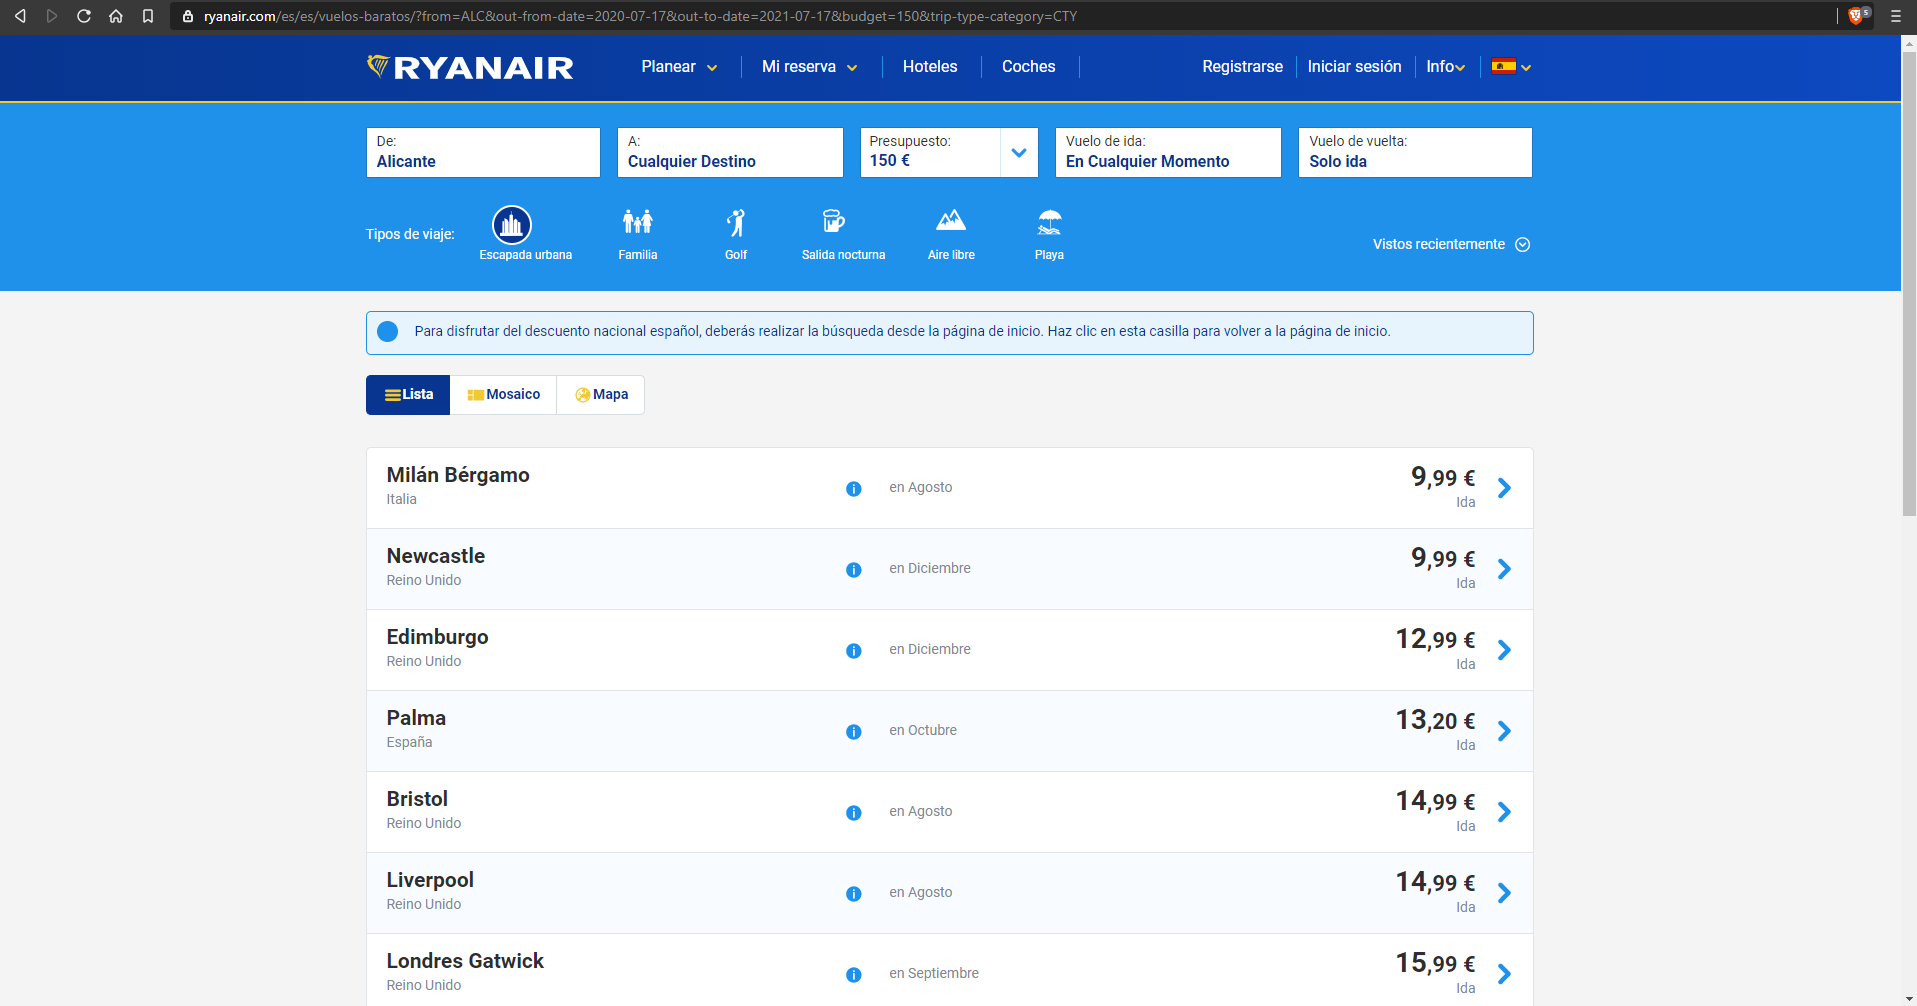 ryanair.com/es/es/vuelos-baratos/?from=ALC&out-from-date=2020-07-17&out-to-date=2021-07-17&budget=150&trip-type-category=CTY
5
RYANAIR
Planear
Mi reserva
Hoteles
Coches
Registrarse
Iniciar sesión
Info
De:
Alicante
A:
Cualquier Destino
Presupuesto:
150 €
Vuelo de ida:
En Cualquier Momento
Vuelo de vuelta:
Solo ida
Tipos de viaje:
Escapada urbana
Familia
Golf
Salida nocturna
Aire libre
Playa
Vistos recientemente
Para disfrutar del descuento nacional español, deberás realizar la búsqueda desde la página de inicio. Haz clic en esta casilla para volver a la página de inicio.
Lista
Mosaico
Mapa
Milán Bérgamo
Italia
i
en Agosto
9,99 €
Ida
Newcastle
Reino Unido
i
en Diciembre
9,99 €
Ida
Edimburgo
Reino Unido
i
en Diciembre
12,99 €
Ida
Palma
España
i
en Octubre
13,20 €
Ida
Bristol
Reino Unido
i
en Agosto
14,99 €
Ida
Liverpool
Reino Unido
i
en Agosto
14,99 €
Ida
Londres Gatwick
Reino Unido
i
en Septiembre
15,99 €
Ida